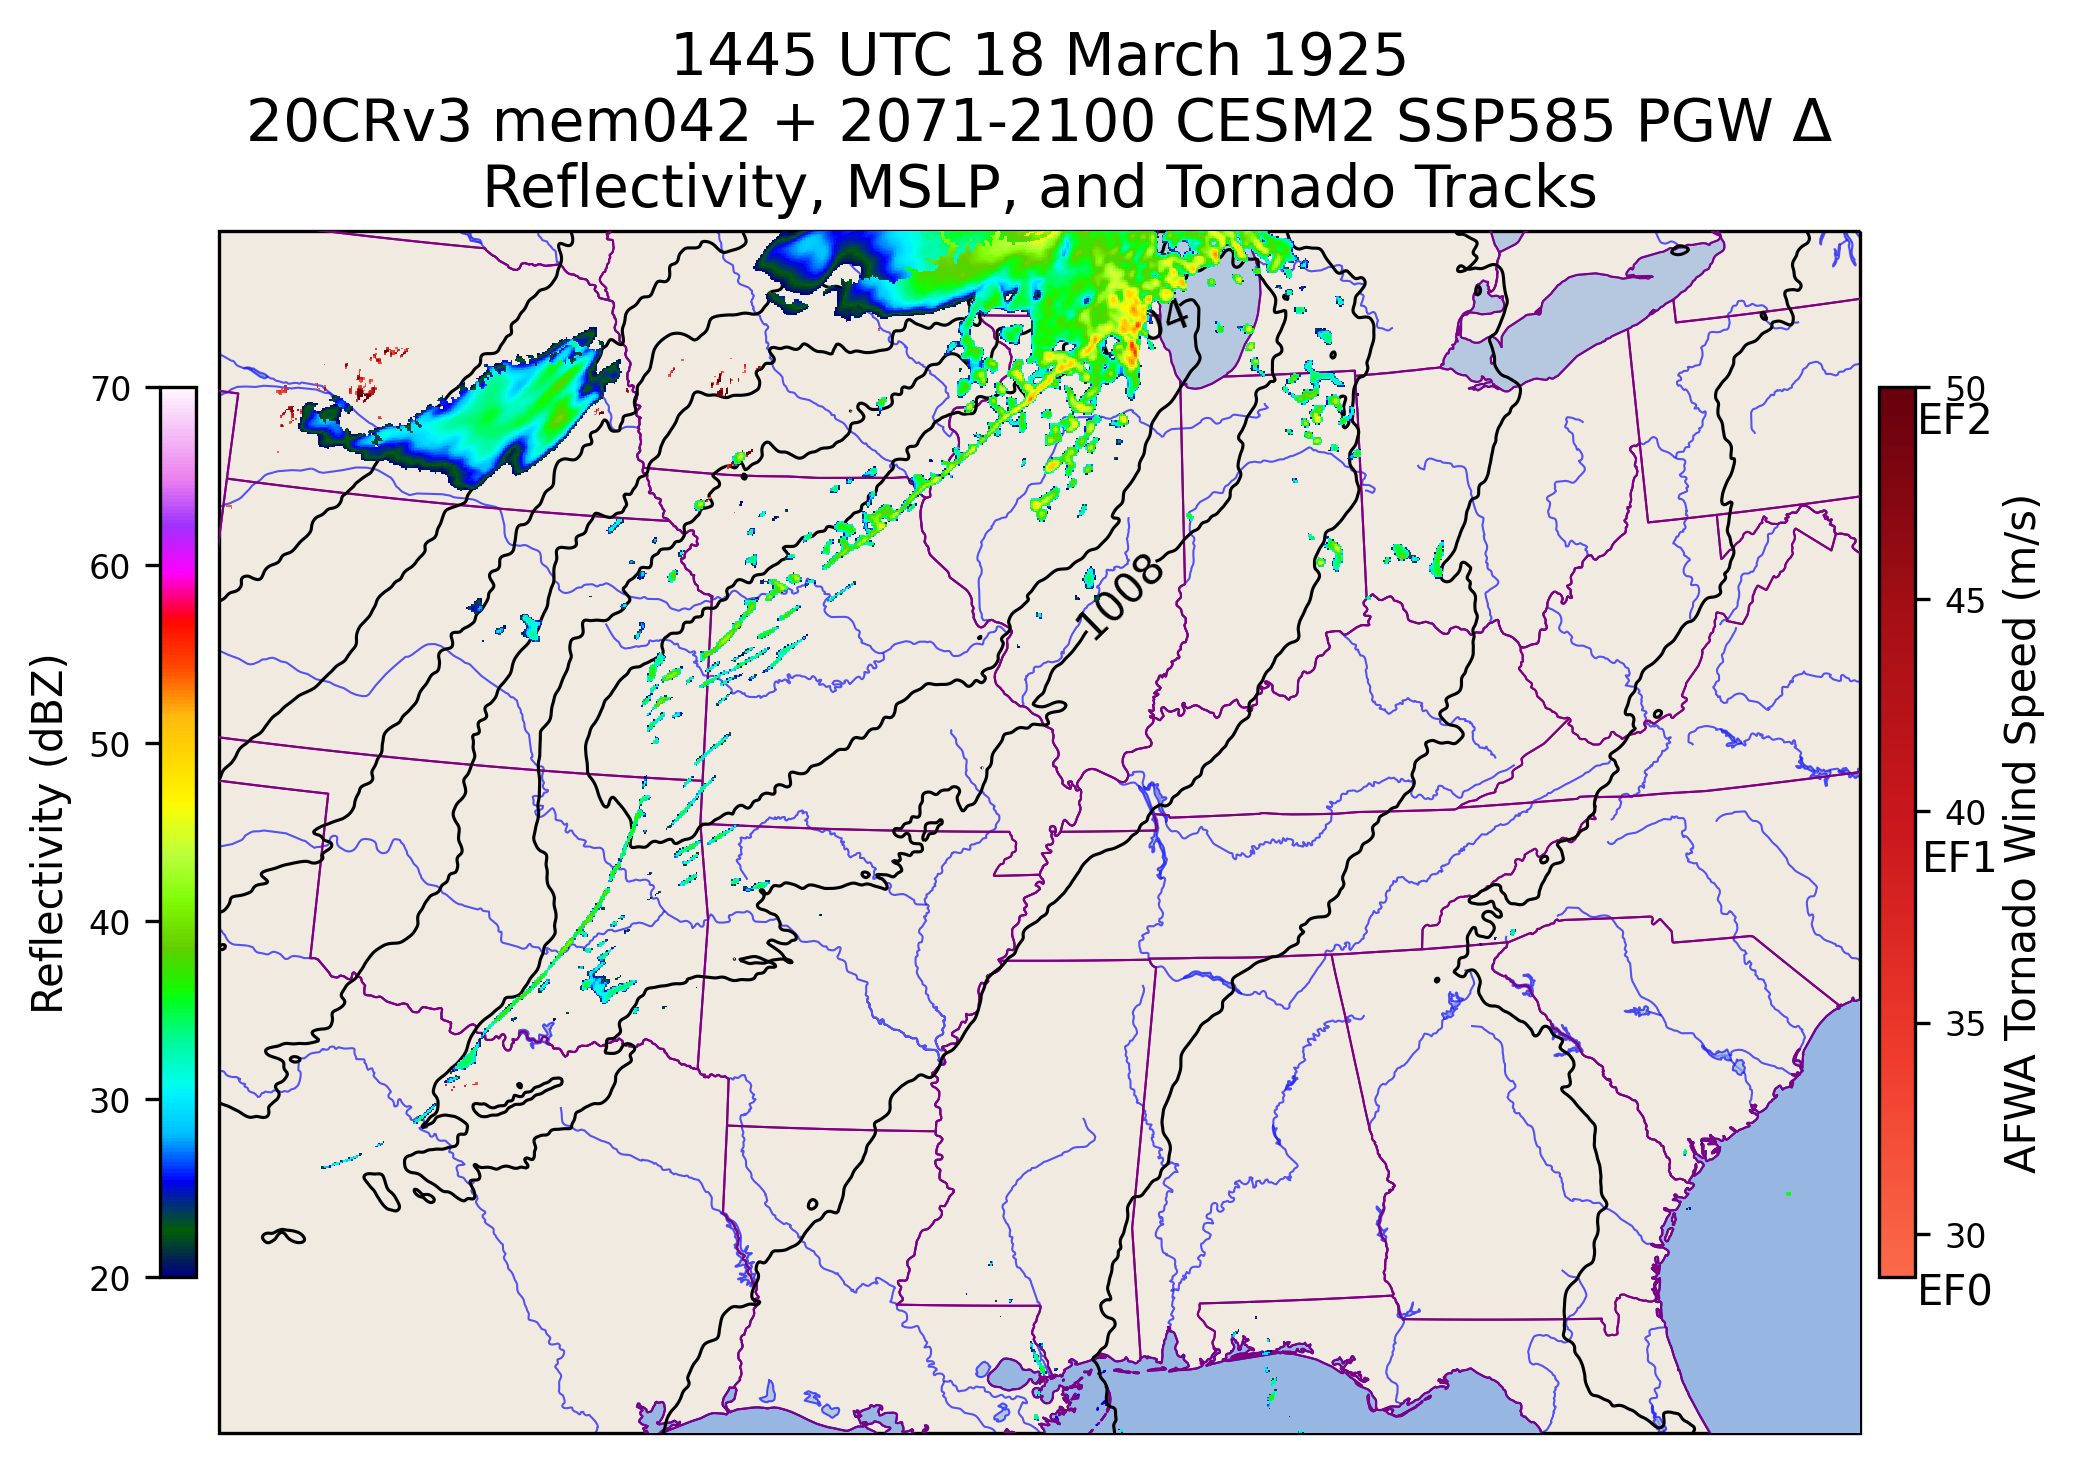 1445 UTC 18 March 1925
20CRv3 mem042 + 2071-2100 CESM2 SSP585 PGW Δ
Reflectivity, MSLP, and Tornado Tracks
Reflectivity (dBZ)
70
60
50
40
30
20
04
1008
50
EF2
45
40
EF1
35
30
EF0
AFWA Tornado Wind Speed (m/s)